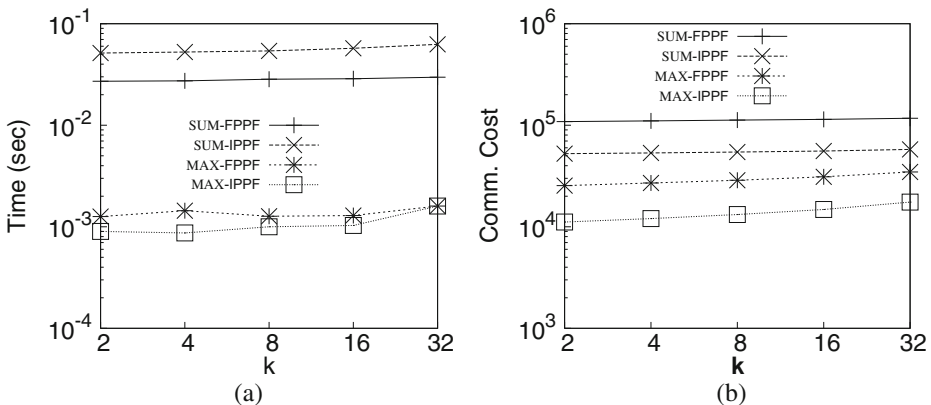 10^-1
10^-2
10^-3
10^-4
Time (sec)
SUM-FPPF
SUM-IPPF
MAX-FPPF
MAX-IPPF
2 4 8 16 32
k
(a)
10^6
10^5
10^4
10^3
Comm. Cost
SUM-FPPF
SUM-IPPF
MAX-FPPF
MAX-IPPF
2 4 8 16 32
k
(b)